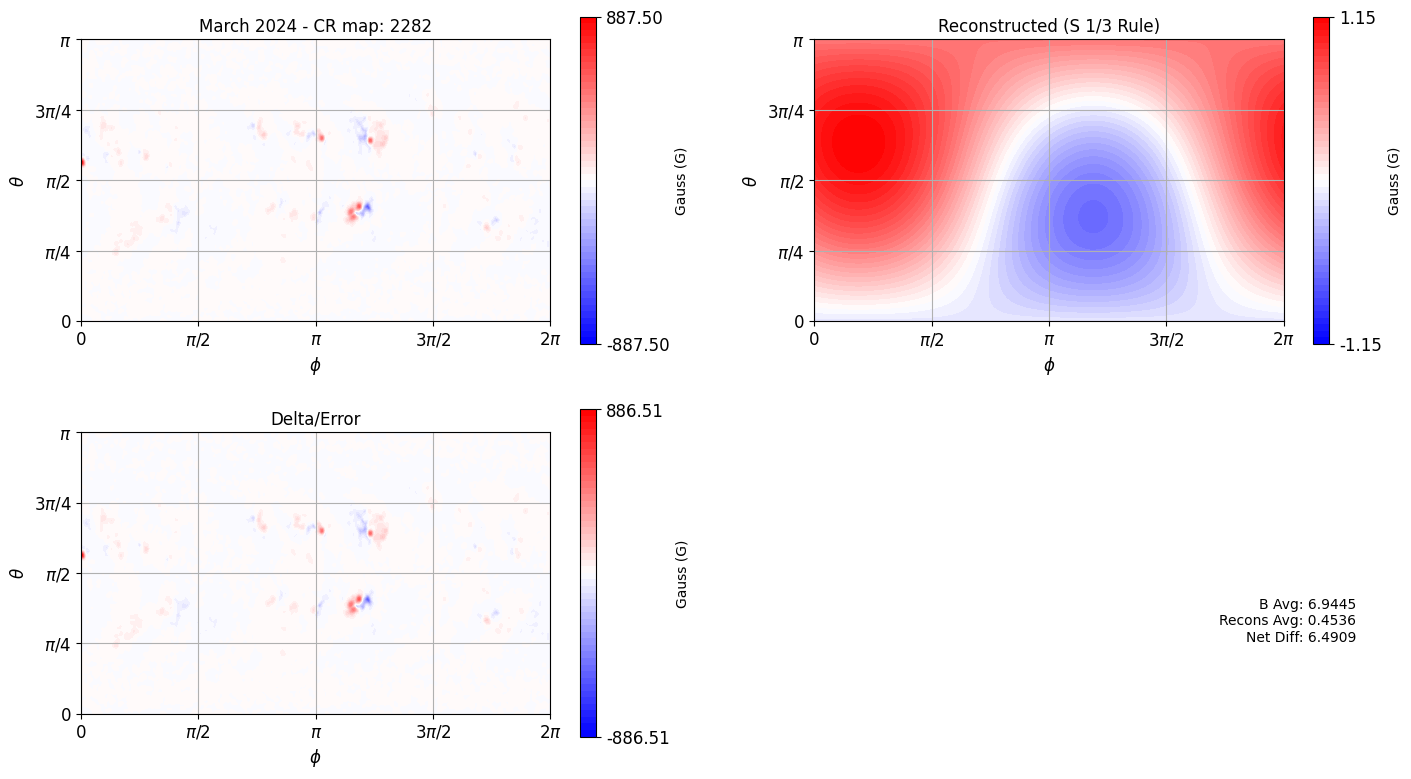 March 2024 - CR map: 2282
π
3π/4
π/2
π/4
0
θ
0
π/2
π
3π/2
2π
ϕ
887.50
-887.50
Gauss (G)
Reconstructed (S 1/3 Rule)
π
3π/4
π/2
π/4
0
θ
0
π/2
π
3π/2
2π
ϕ
1.15
-1.15
Gauss (G)
Delta/Error
π
3π/4
π/2
π/4
0
θ
0
π/2
π
3π/2
2π
ϕ
886.51
-886.51
Gauss (G)
B Avg: 6.9445
Recons Avg: 0.4536
Net Diff: 6.4909